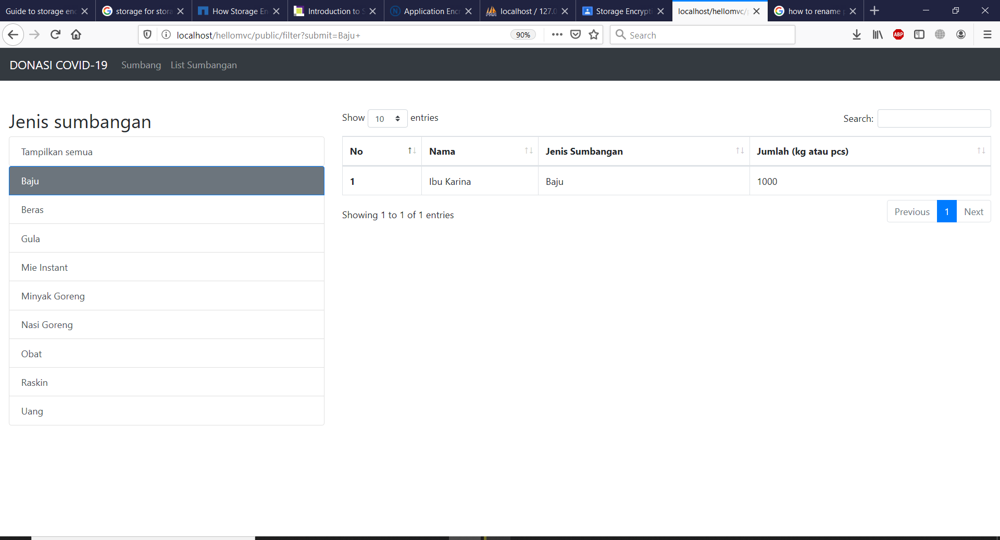 Guide to storage enc
storage for stora
How Storage En
Introduction to S
Application Encr
localhost / 127.0
Storage Encrypti
localhost/hellomvc/p
how to rename p
localhost/hellomvc/public/filter?submit=Baju+
90%
Search
ABP
DONASI COVID-19 Sumbang List Sumbangan
Jenis sumbangan
Tampilkan semua
Baju
Beras
Gula
Mie Instant
Minyak Goreng
Nasi Goreng
Obat
Raskin
Uang
Show 10 entries
Search:
No Nama Jenis Sumbangan Jumlah (kg atau pcs)
1 Ibu Karina Baju 1000
Showing 1 to 1 of 1 entries
Previous 1 Next